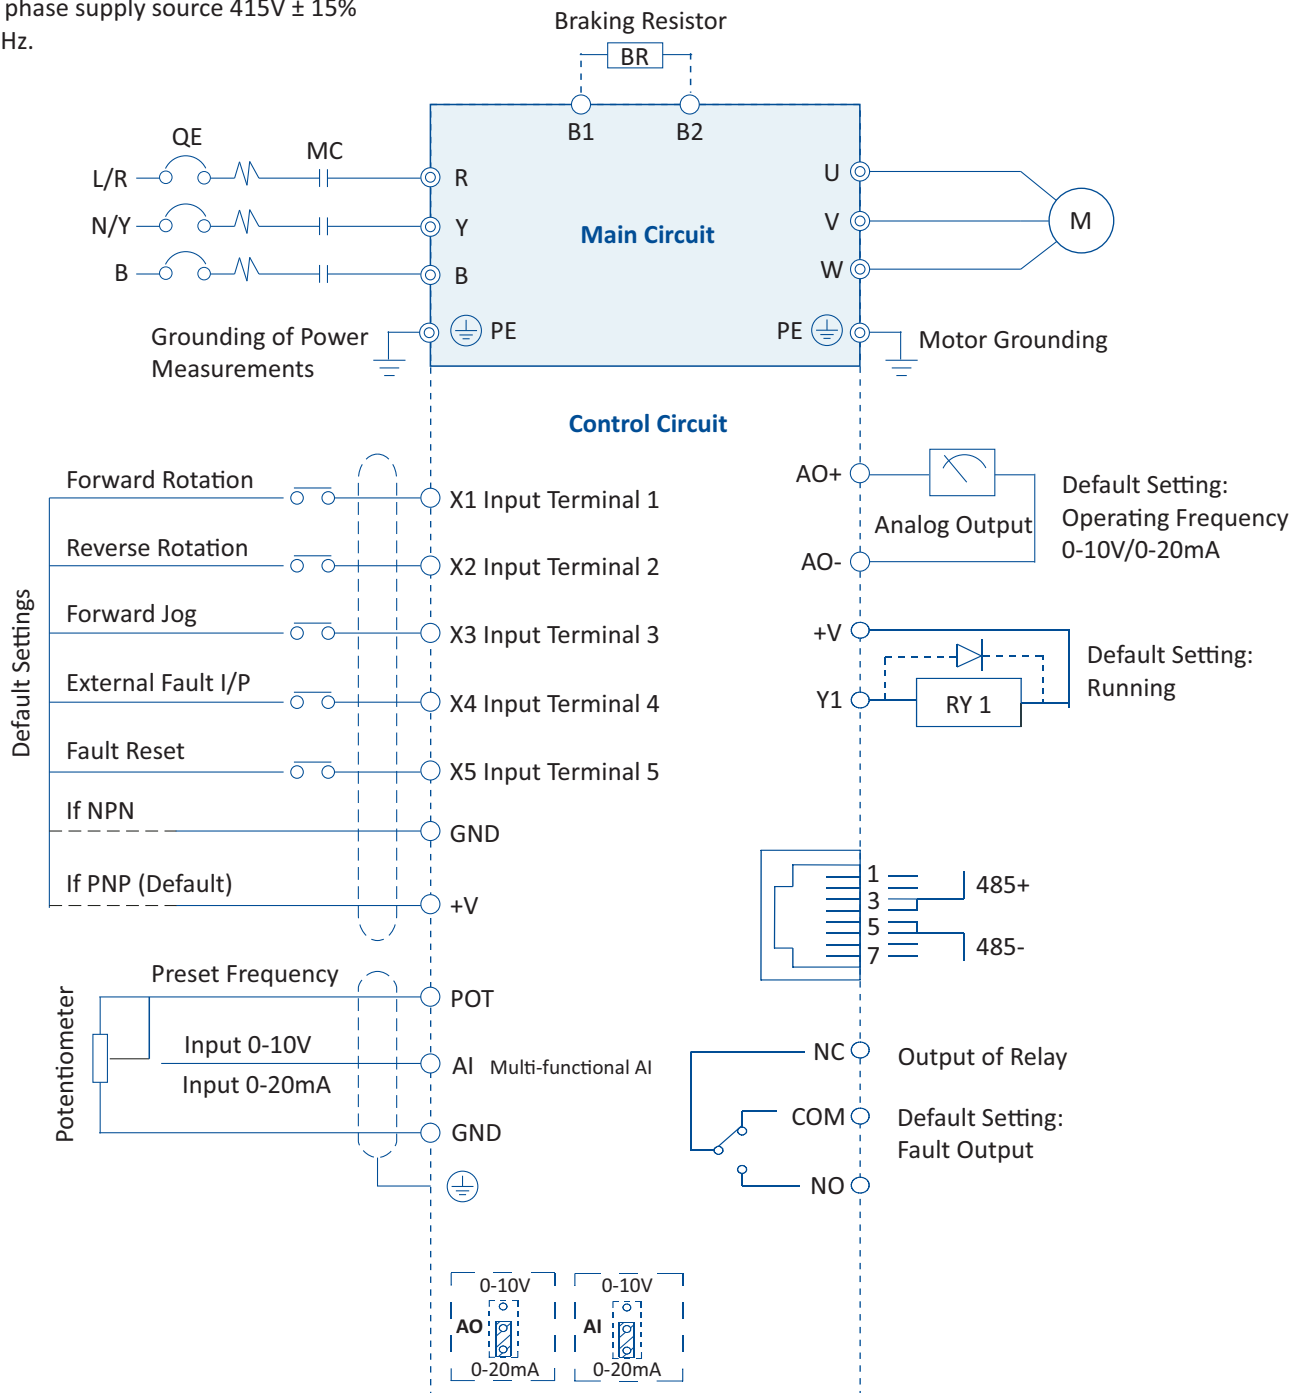 phase supply source 415V ± 15%
Hz.
Braking Resistor
BR
B1
B2
QE
MC
L/R
R
N/Y
Y
B
B
Main Circuit
U
V
W
M
Grounding of Power
Measurements
PE
PE
Motor Grounding
Control Circuit
Default Settings
Forward Rotation
X1 Input Terminal 1
Reverse Rotation
X2 Input Terminal 2
Forward Jog
X3 Input Terminal 3
External Fault I/P
X4 Input Terminal 4
Fault Reset
X5 Input Terminal 5
If NPN
GND
If PNP (Default)
+V
AO+
Analog Output
AO-
Default Setting:
Operating Frequency
0-10V/0-20mA
+V
Y1
RY 1
Default Setting:
Running
1
3
5
7
485+
485-
Potentiometer
Preset Frequency
POT
Input 0-10V
Input 0-20mA
AI Multi-functional AI
GND
NC
Output of Relay
COM
Default Setting:
Fault Output
NO
0-10V
AO
0-20mA
0-10V
AI
0-20mA